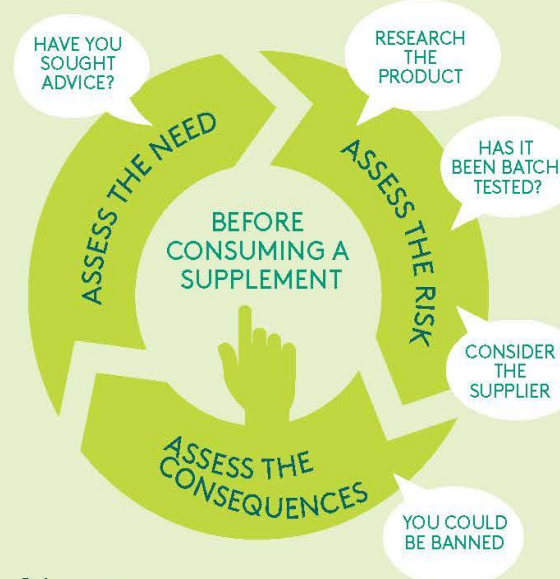 HAVE YOU
SOUGHT
ADVICE?
ASSESS THE NEED
RESEARCH
THE
PRODUCT
HAS IT
BEEN BATCH
TESTED?
ASSESS THE RISK
CONSIDER
THE
SUPPLIER
BEFORE
CONSUMING A
SUPPLEMENT
ASSESS THE
CONSEQUENCES
YOU COULD
BE BANNED